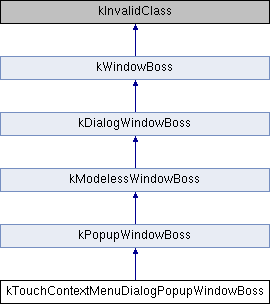 kInvalidClass
kWindowBoss
kDialogWindowBoss
kModelessWindowBoss
kPopupWindowBoss
kTouchContextMenuDialogPopupWindowBoss